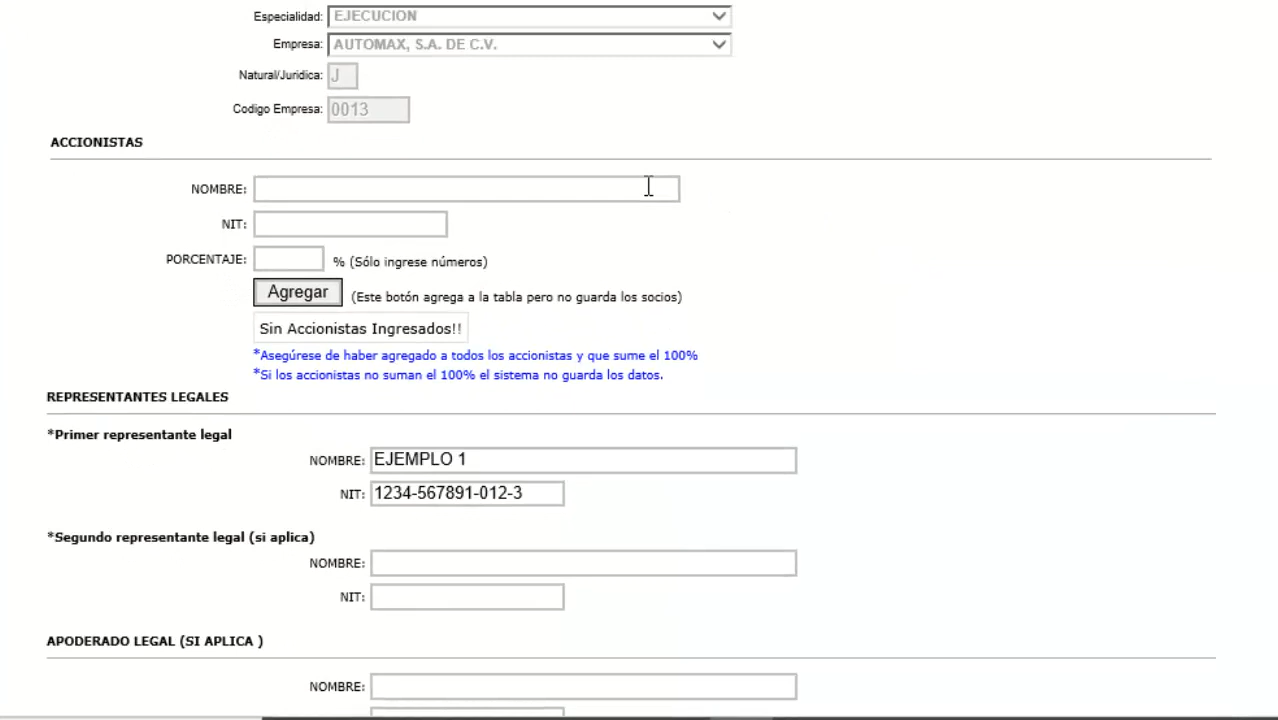 Especialidad: EJECUCION
Empresa: AUTOMAX, S.A. DE C.V.
Natural/Juridica: J
Codigo Empresa: 0013
ACCIONISTAS
NOMBRE:
NIT:
PORCENTAJE: % (Sólo ingrese números)
Agregar (Este botón agrega a la tabla pero no guarda los socios)
Sin Accionistas Ingresados!!
*Asegúrese de haber agregado a todos los accionistas y que sume el 100%
*Si los accionistas no suman el 100% el sistema no guarda los datos.
REPRESENTANTES LEGALES
*Primer representante legal
NOMBRE: EJEMPLO 1
NIT: 1234-567891-012-3
*Segundo representante legal (si aplica)
NOMBRE:
NIT:
APODERADO LEGAL (SI APLICA )
NOMBRE: